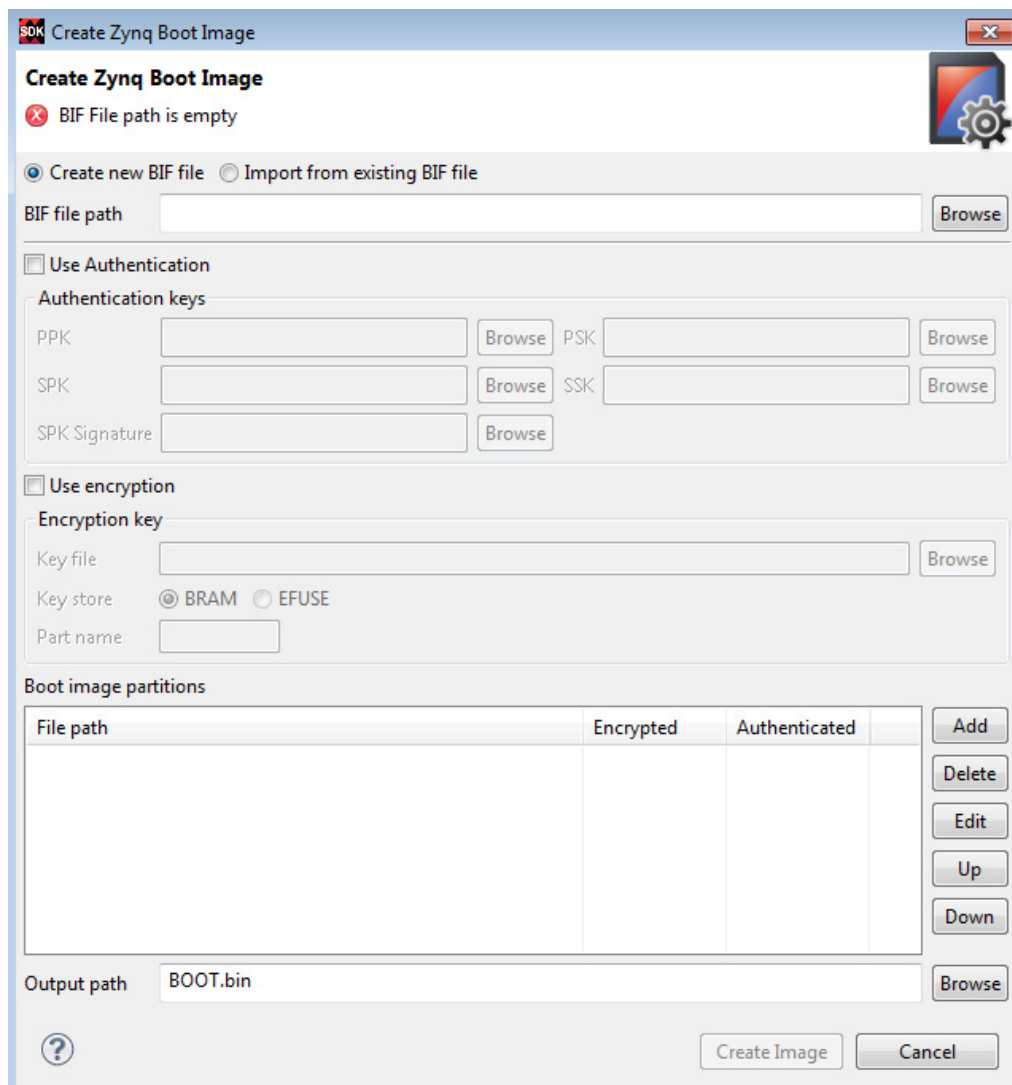 SDK Create Zynq Boot Image
Create Zynq Boot Image
BIF File path is empty
Create new BIF file Import from existing BIF file
BIF file path Browse
Use Authentication
Authentication keys
PPK Browse PSK Browse
SPK Browse SSK Browse
SPK Signature Browse
Use encryption
Encryption key
Key file Browse
Key store BRAM EFUSE
Part name
Boot image partitions
File path Encrypted Authenticated Add
Delete
Edit
Up
Down
Output path BOOT.bin Browse
? Create Image Cancel